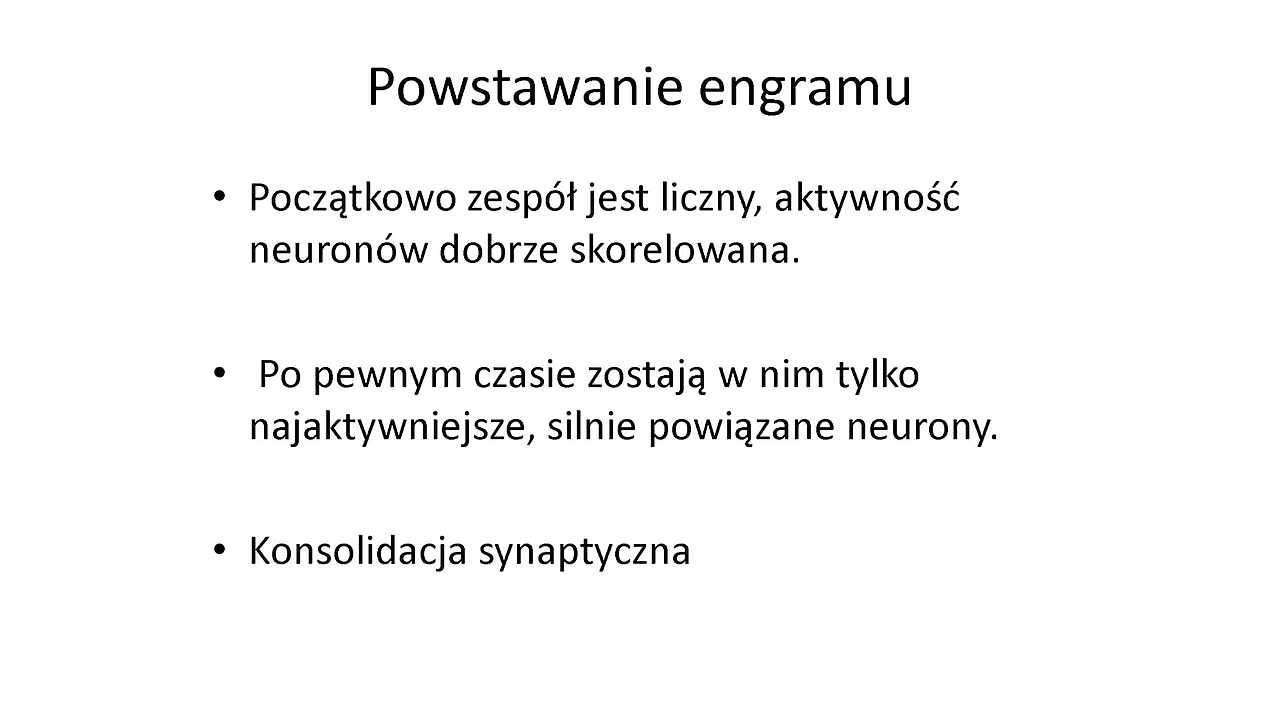 Powstawanie engramu
• Początkowo zespół jest liczny, aktywność
neuronów dobrze skorelowana.
• Po pewnym czasie zostają w nim tylko
najaktywniejsze, silnie powiązane neurony.
• Konsolidacja synaptyczna